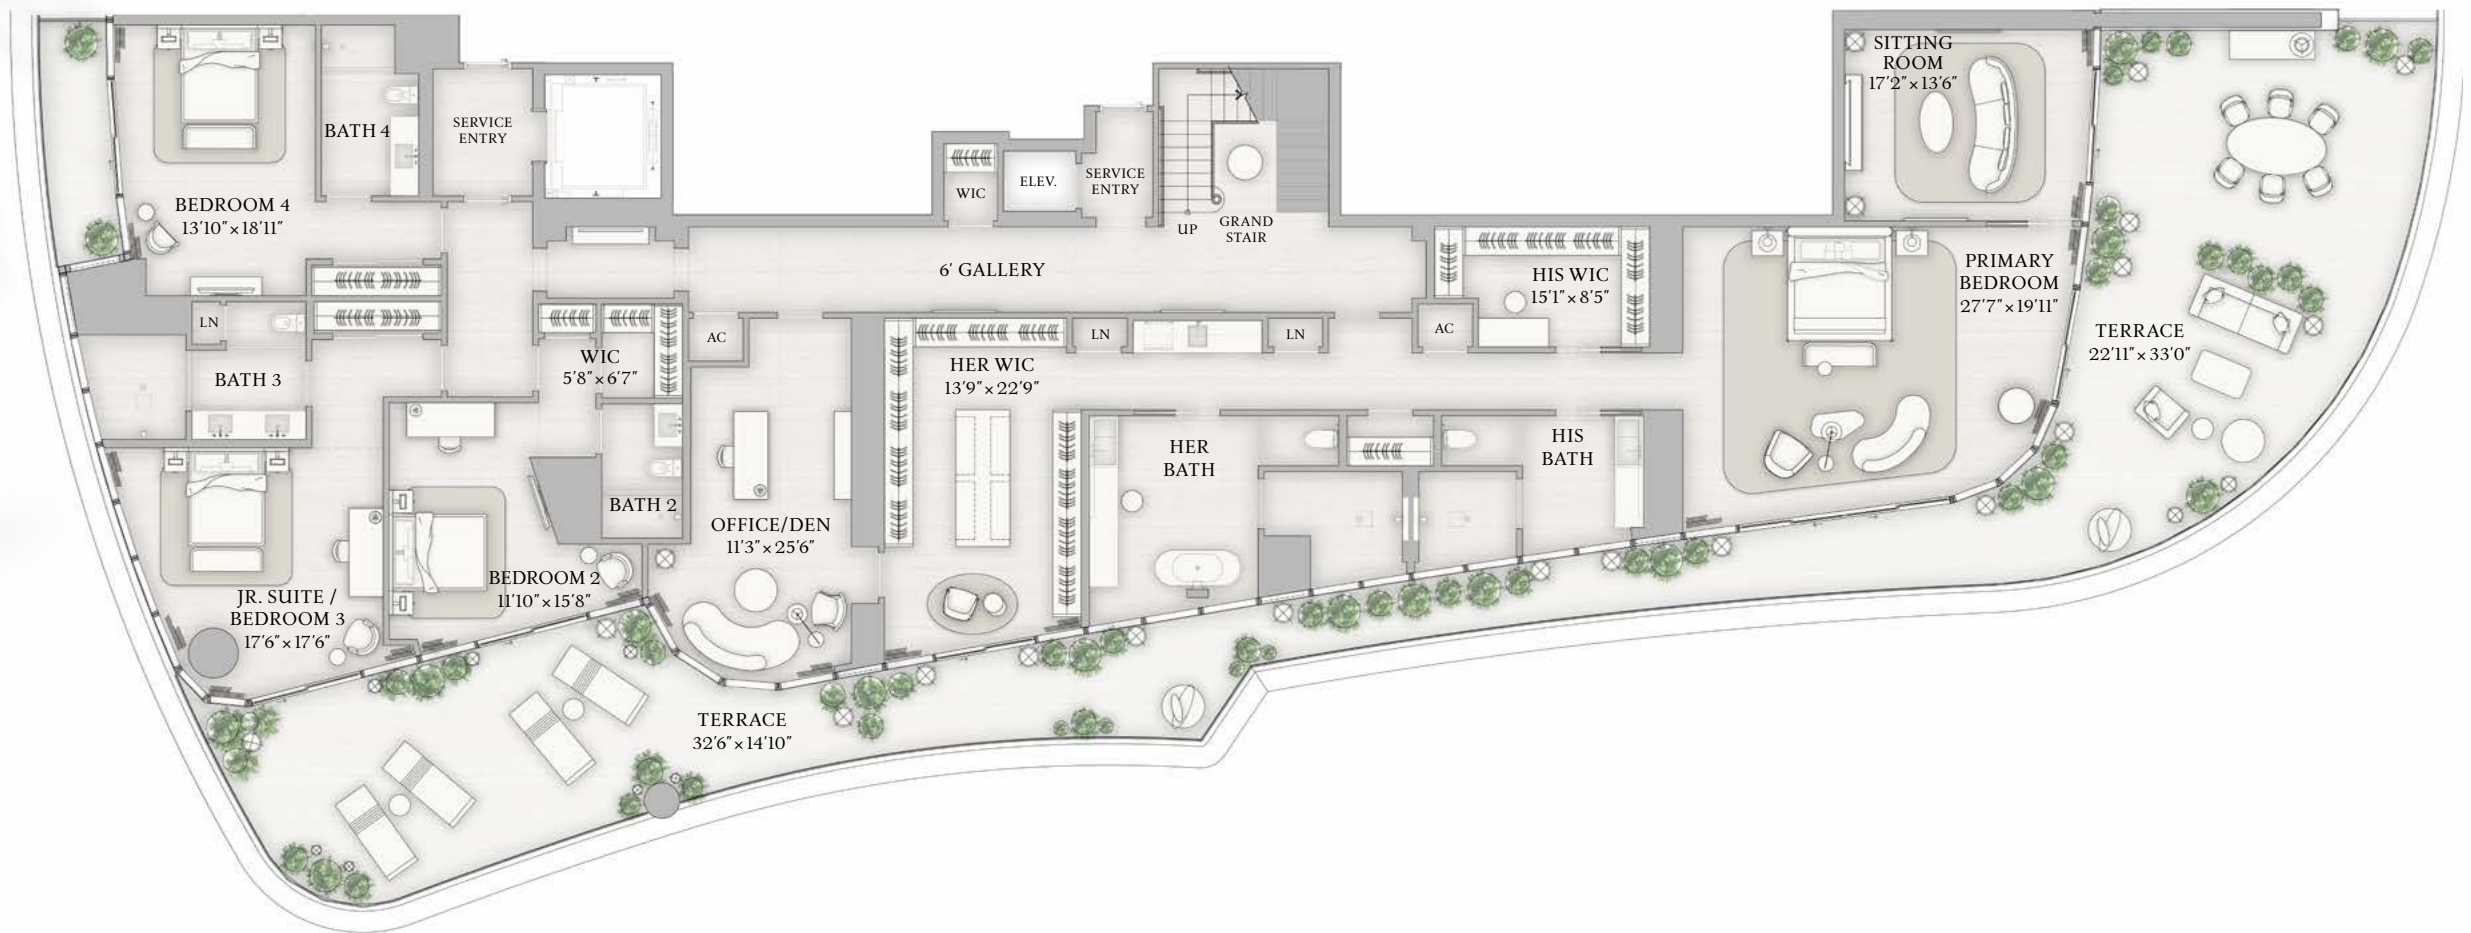 SITTING
ROOM
17'2"×13'6"
BATH 4
SERVICE
ENTRY
BEDROOM 4
13'10"×18'11"
WIC
ELEV.
SERVICE
ENTRY
UP
GRAND
STAIR
6' GALLERY
HIS WIC
15'1"×8'5"
PRIMARY
BEDROOM
27'7"×19'11"
LN
AC
WIC
5'8"×6'7"
HER WIC
13'9"×22'9"
LN
LN
AC
TERRACE
22'11"×33'0"
BATH 3
HER
BATH
HIS
BATH
BATH 2
OFFICE/DEN
11'3"×25'6"
BEDROOM 2
11'10"×15'8"
JR. SUITE /
BEDROOM 3
17'6"×17'6"
TERRACE
32'6"×14'10"